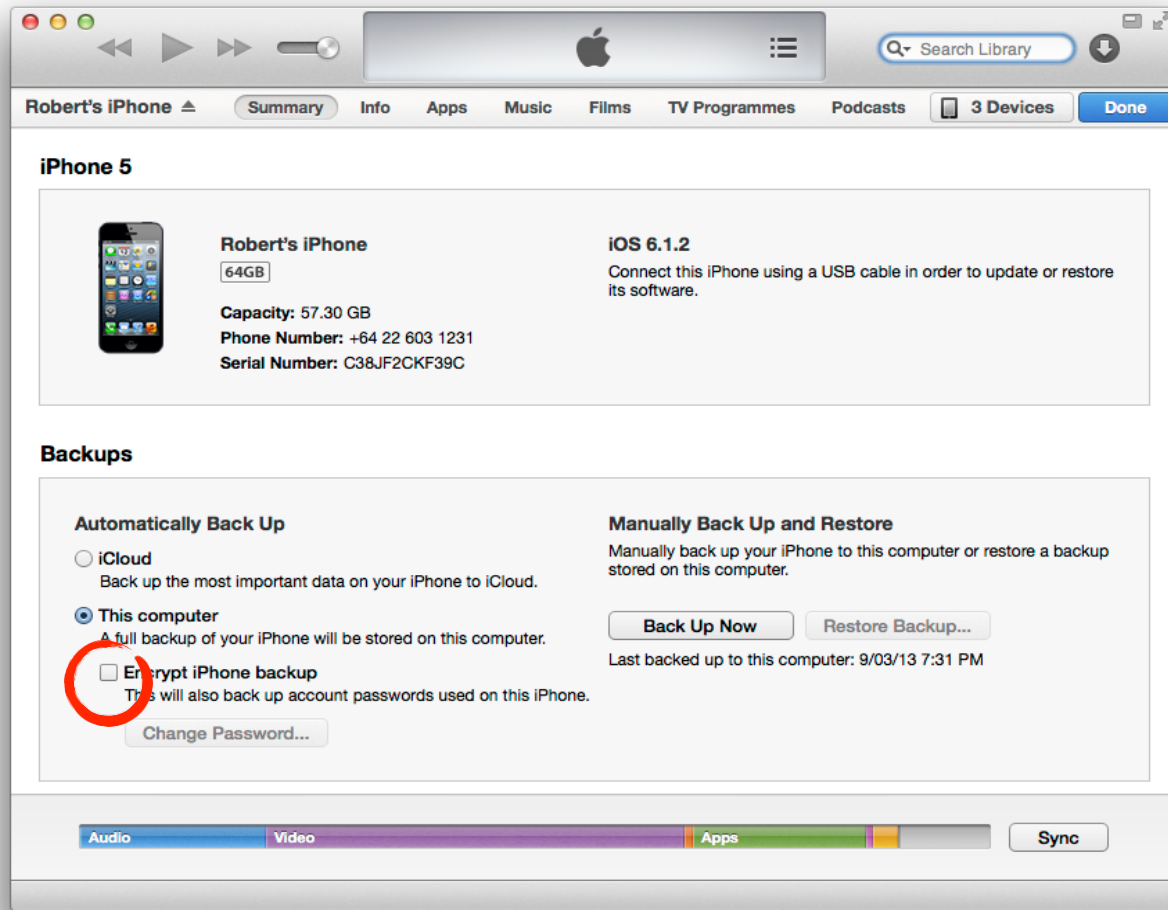 Search Library
Robert's iPhone
Summary
Info
Apps
Music
Films
TV Programmes
Podcasts
3 Devices
Done
iPhone 5
Robert's iPhone
64GB
Capacity: 57.30 GB
Phone Number: +64 22 603 1231
Serial Number: C38JF2CKF39C
iOS 6.1.2
Connect this iPhone using a USB cable in order to update or restore
its software.
Backups
Automatically Back Up
iCloud
Back up the most important data on your iPhone to iCloud.
This computer
A full backup of your iPhone will be stored on this computer.
Encrypt iPhone backup
This will also back up account passwords used on this iPhone.
Change Password...
Manually Back Up and Restore
Manually back up your iPhone to this computer or restore a backup
stored on this computer.
Back Up Now
Restore Backup...
Last backed up to this computer: 9/03/13 7:31 PM
Audio
Video
Apps
Sync